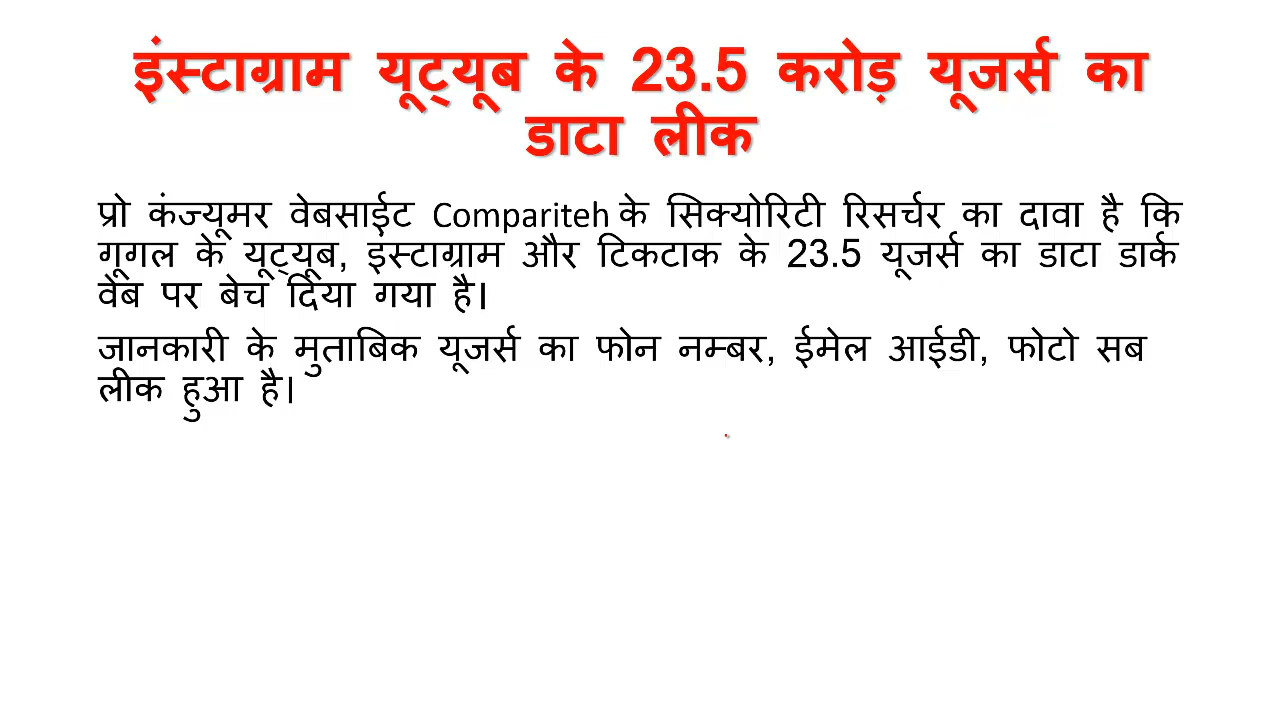 इंस्टाग्राम यूट्यूब के 23.5 करोड़ यूजर्स का
डाटा लीक
प्रो कंज्यूमर वेबसाईट Compariteh के सिक्योरिटी रिसर्चर का दावा है कि
गूगल के यूट्यूब, इंस्टाग्राम और टिकटाक के 23.5 यूजर्स का डाटा डार्क
वेब पर बेच दिया गया है।
जानकारी के मुताबिक यूजर्स का फोन नम्बर, ईमेल आईडी, फोटो सब
लीक हुआ है।